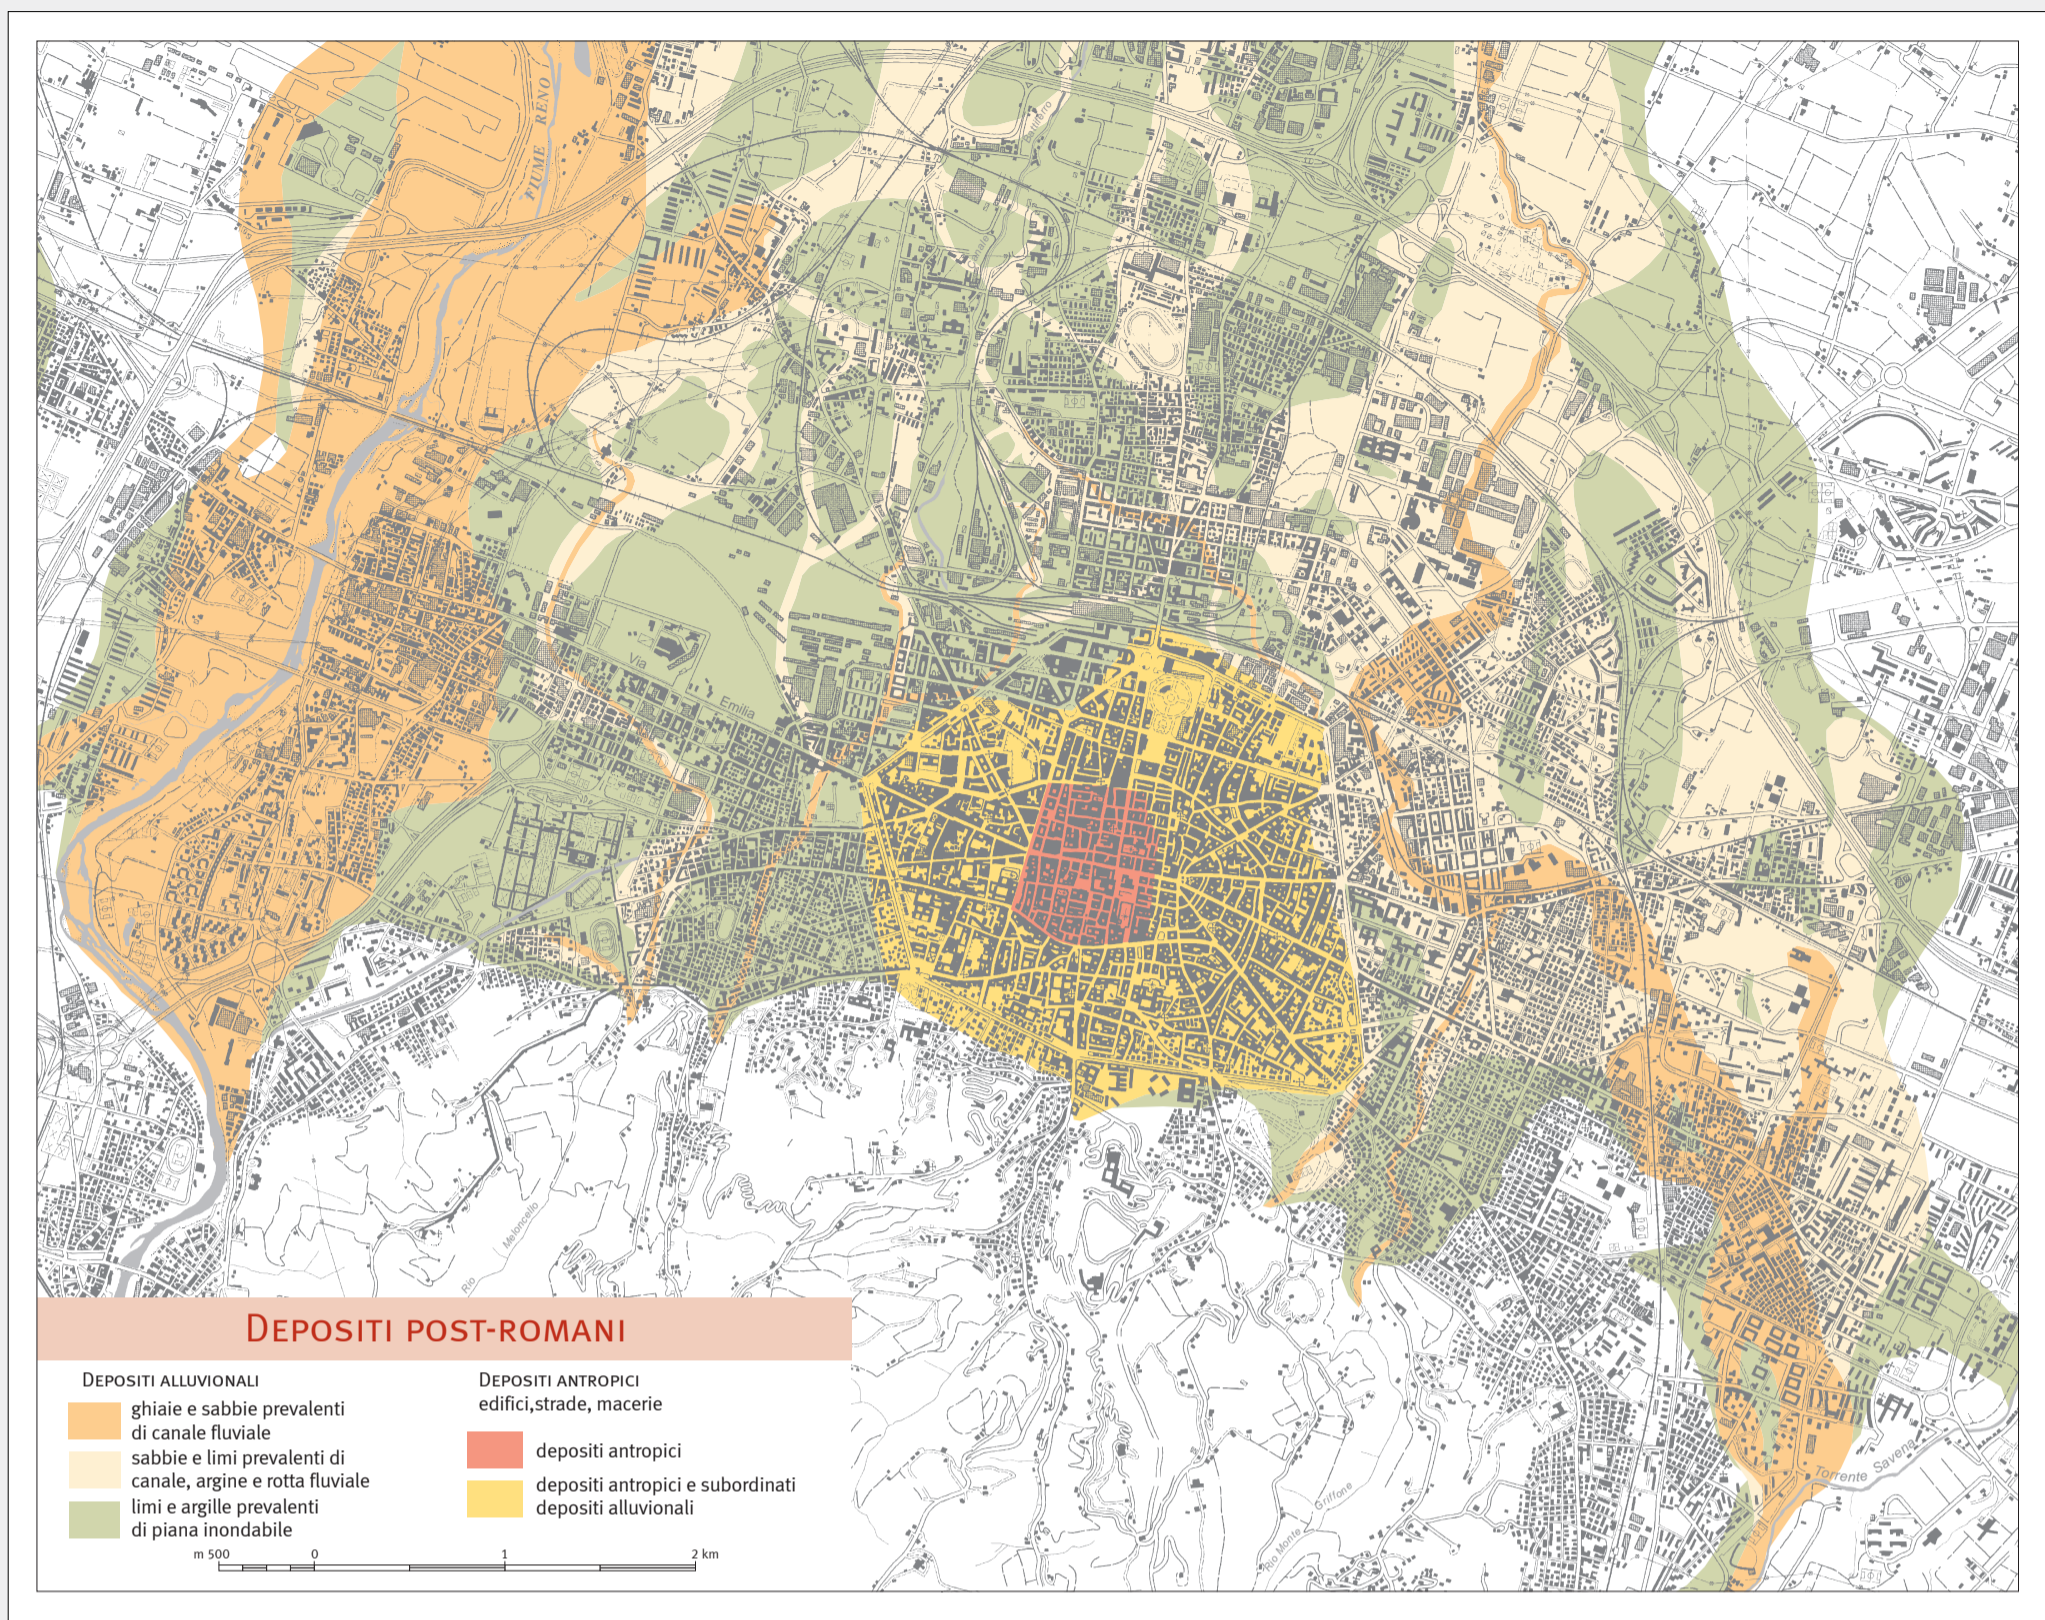 FIUME RENO
Via
Emilia
Rio
Meloncello
Rio Monte Griffone
Torrente Savena
DEPOSITI POST-ROMANI
DEPOSITI ALLUVIONALI
ghiaie e sabbie prevalenti
di canale fluviale
sabbie e limi prevalenti di
canale, argine e rotta fluviale
limi e argille prevalenti
di piana inondabile
DEPOSITI ANTROPICI
edifici,strade, macerie
depositi antropici
depositi antropici e subordinati
depositi alluvionali
m 500 0 1 2 km